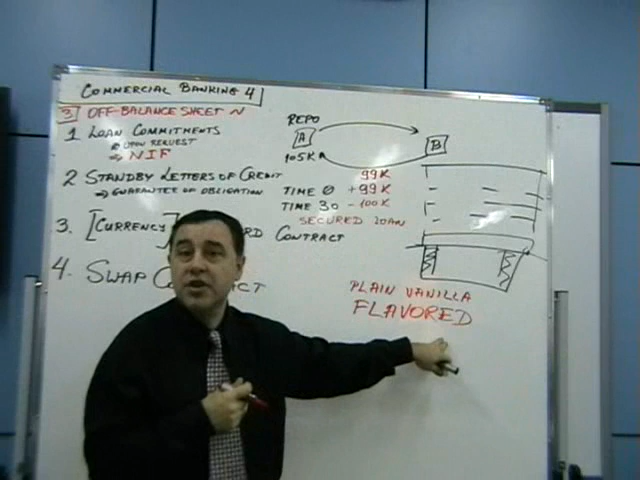 COMMERCIAL BANKING 4
3 OFF-BALANCE SHEET N
1 LOAN COMMITMENTS
UPON REQUEST
⇒ NIF
2 STANDBY LETTERS OF CREDIT
⇒ GUARANTEE OF OBLIGATION
3. [CURRENCY] RD CONTRACT
4. SWAP C CT
REPO
A
B
105K
99K
TIME 0 +99K
TIME 30 -100K
SECURED LOAN
PLAIN VANILLA
FLAVORED